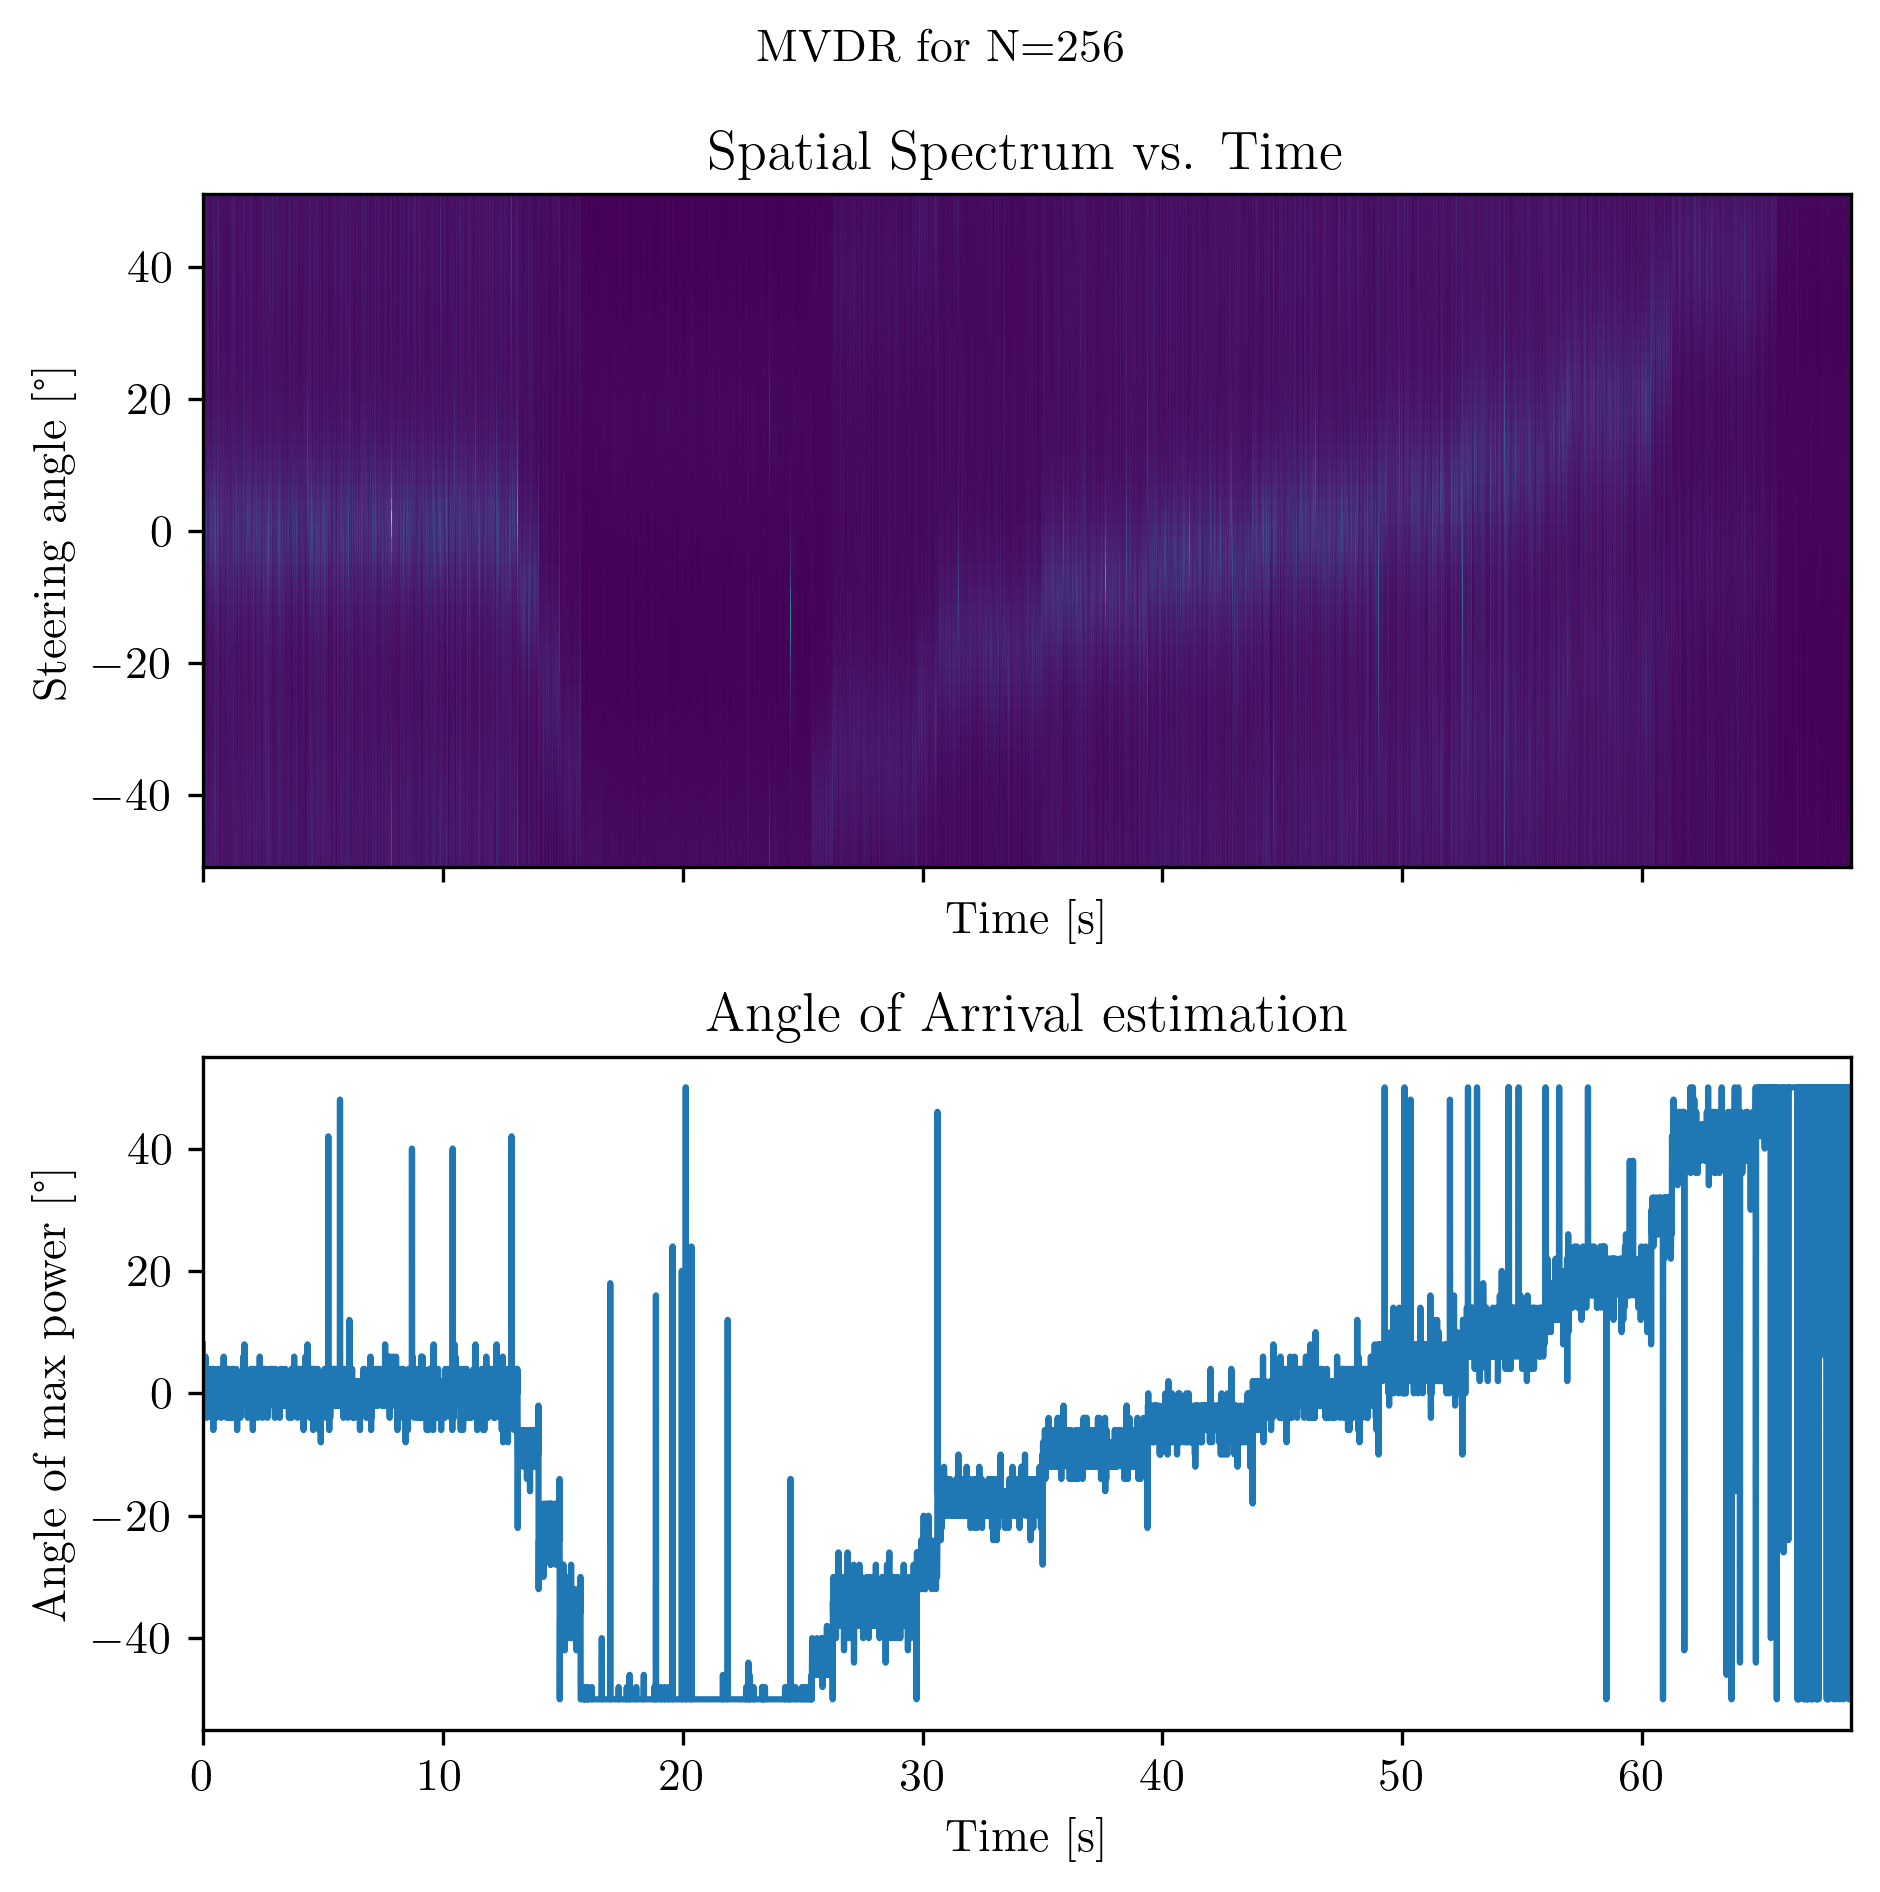 MVDR for N=256
Spatial Spectrum vs. Time
Steering angle [°]
40
20
0
−20
−40
Time [s]
Angle of Arrival estimation
Angle of max power [°]
40
20
0
−20
−40
0 10 20 30 40 50 60
Time [s]